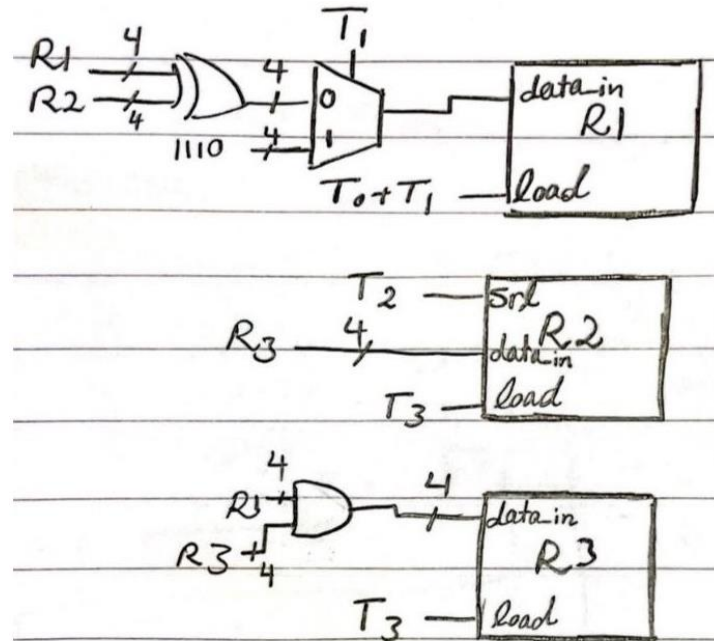 T1
R1 4
R2 4
4
0
1110 4 1
data_in
R1
T0+T1 load
T2 srl
R2
R3 4 data_in
T3 load
4
R1
R3 4
4
data_in
R3
T3 load